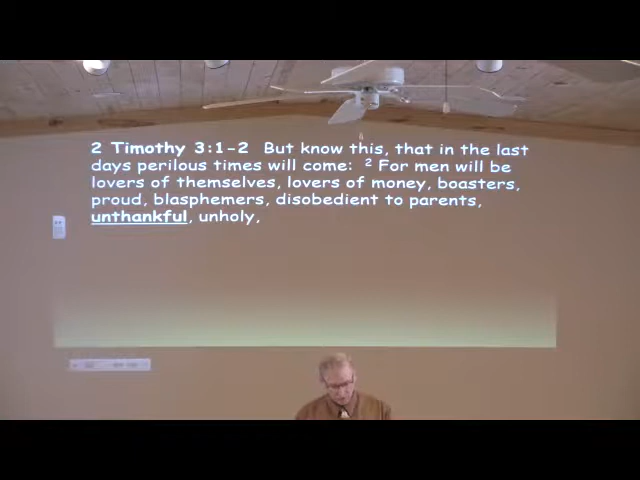 2 Timothy 3:1-2 But know this, that in the last
days perilous times will come: ² For men will be
lovers of themselves, lovers of money, boasters,
proud, blasphemers, disobedient to parents,
unthankful, unholy,